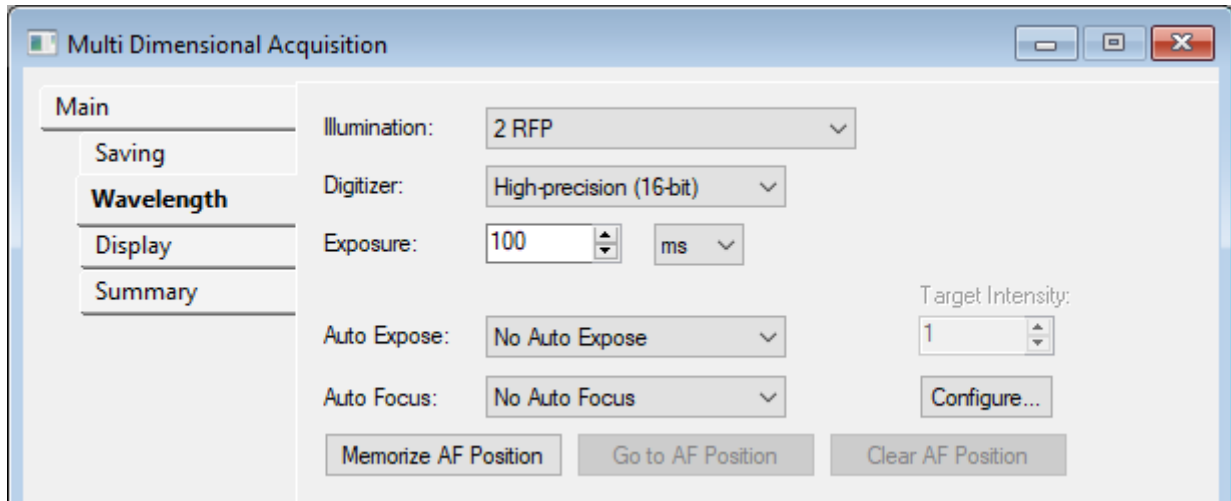 Multi Dimensional Acquisition
Main
Saving
Wavelength
Display
Summary
Illumination: 2 RFP
Digitizer: High-precision (16-bit)
Exposure: 100 ms
Target Intensity:
Auto Expose: No Auto Expose 1
Auto Focus: No Auto Focus Configure...
Memorize AF Position Go to AF Position Clear AF Position